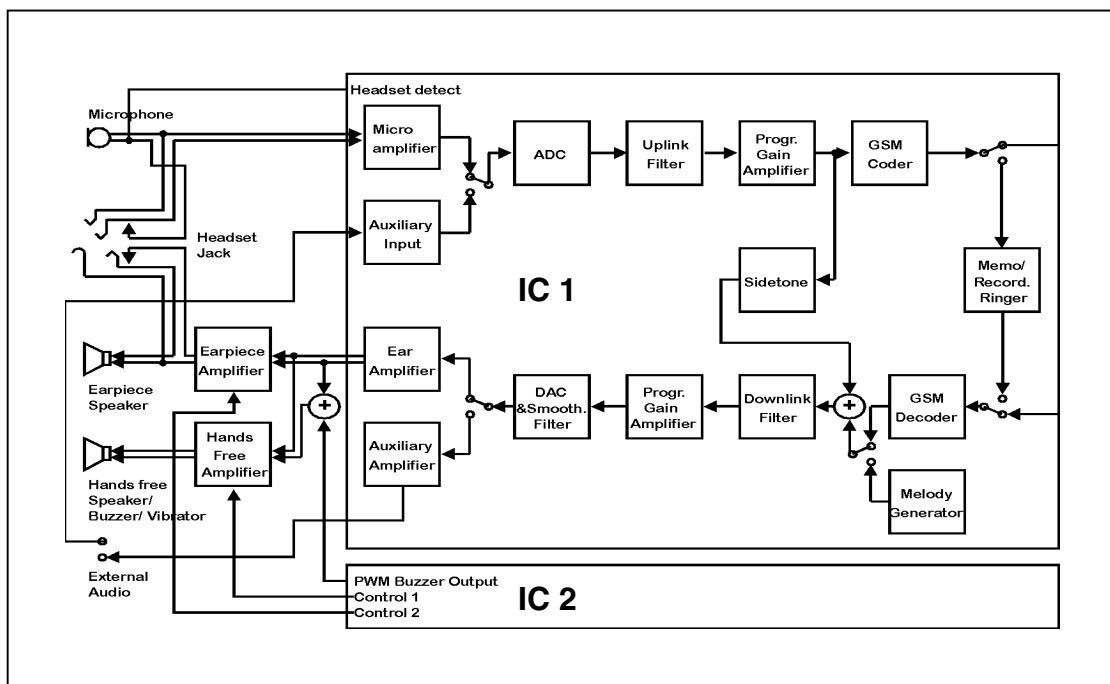 Headset detect
Microphone
Micro
amplifier
ADC
Uplink
Filter
Progr.
Gain
Amplifier
GSM
Coder
Headset
Jack
Auxiliary
Input
IC 1
Sidetone
Memo/
Record.
Ringer
Earpiece
Amplifier
Ear
Amplifier
DAC
&Smooth.
Filter
Progr.
Gain
Amplifier
Downlink
Filter
+
GSM
Decoder
Earpiece
Speaker
+
Hands
Free
Amplifier
Auxiliary
Amplifier
Melody
Generator
Hands free
Speaker/
Buzzer/ Vibrator
External
Audio
PWM Buzzer Output
Control 1
Control 2
IC 2